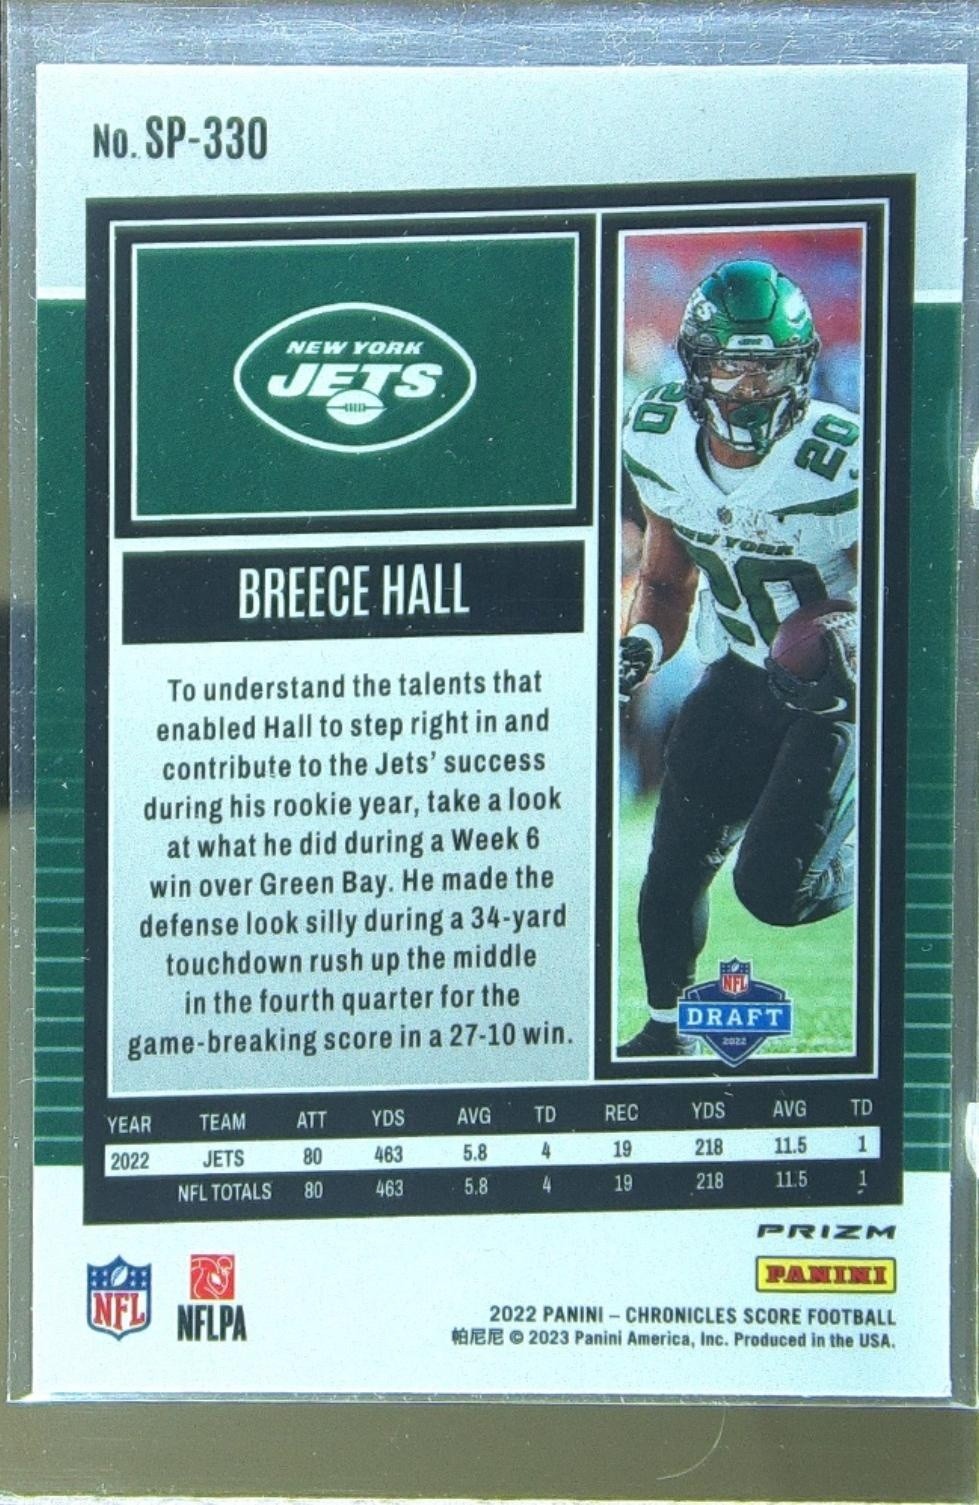 No. SP-330
NEW YORK
JETS
BREECE HALL
To understand the talents that
enabled Hall to step right in and
contribute to the Jets' success
during his rookie year, take a look
at what he did during a Week 6
win over Green Bay. He made the
defense look silly during a 34-yard
touchdown rush up the middle
in the fourth quarter for the
game-breaking score in a 27-10 win.
20
20
NEW YORK
20
NFL
DRAFT
2022
YEAR TEAM ATT YDS AVG TD REC YDS AVG TD
2022 JETS 80 463 5.8 4 19 218 11.5 1
NFL TOTALS 80 463 5.8 4 19 218 11.5 1
PRIZM
PANINI
NFL
NFLPA
2022 PANINI – CHRONICLES SCORE FOOTBALL
帕尼尼 © 2023 Panini America, Inc. Produced in the USA.